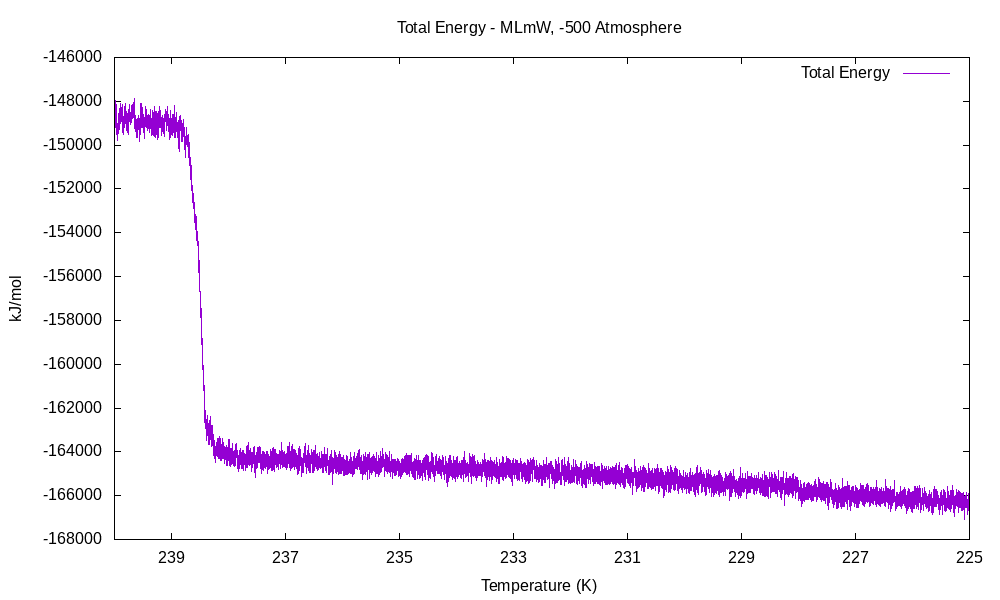 Total Energy - MLmW, -500 Atmosphere
Total Energy
-146000
-148000
-150000
-152000
-154000
-156000
-158000
-160000
-162000
-164000
-166000
-168000
kJ/mol
239 237 235 233 231 229 227 225
Temperature (K)